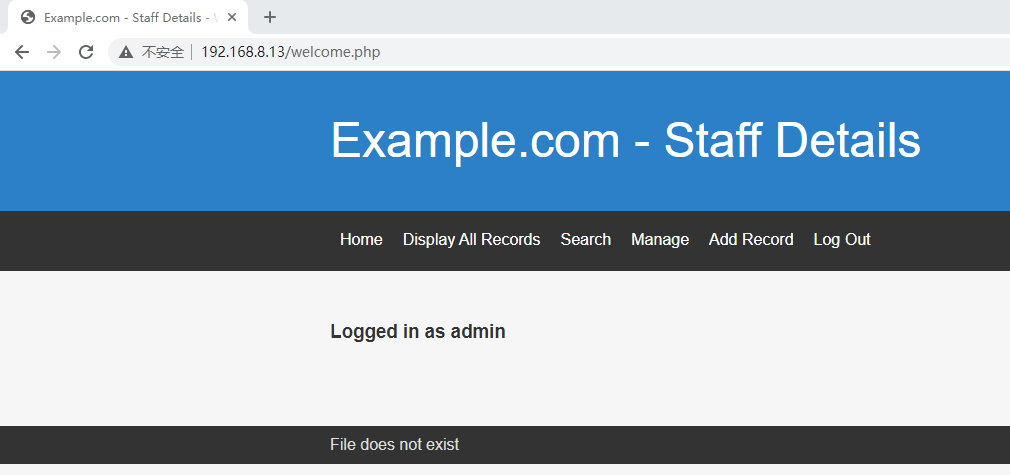 Example.com - Staff Details -
不安全 192.168.8.13/welcome.php
Example.com - Staff Details
Home Display All Records Search Manage Add Record Log Out
Logged in as admin
File does not exist